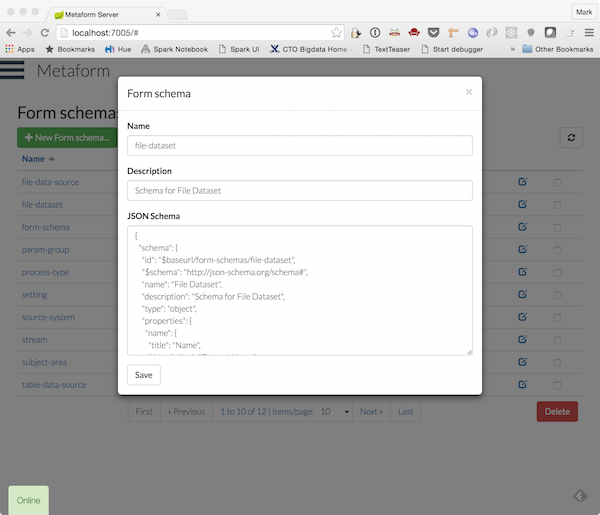 Metaform Server
Mark
localhost:7005/#
Apps
Bookmarks
Hue
Spark Notebook
Spark UI
CTO Bigdata Home -
TextTeaser
Start debugger
»
Other Bookmarks
Metaform
Form schemas
+ New Form schema...
Name
file-data-source
file-dataset
form-schema
param-group
process-type
setting
source-system
stream
subject-area
table-data-source
Form schema
×
Name
file-dataset
Description
Schema for File Dataset
JSON Schema
{
"schema": {
"id": "$baseurl/form-schemas/file-dataset",
"$schema": "http://json-schema.org/schema#",
"name": "File Dataset",
"description": "Schema for File Dataset",
"type": "object",
"properties": {
"name": {
"title": "Name",
Save
First
« Previous
1 to 10 of 12 | items/page: 10
Next »
Last
Delete
Online